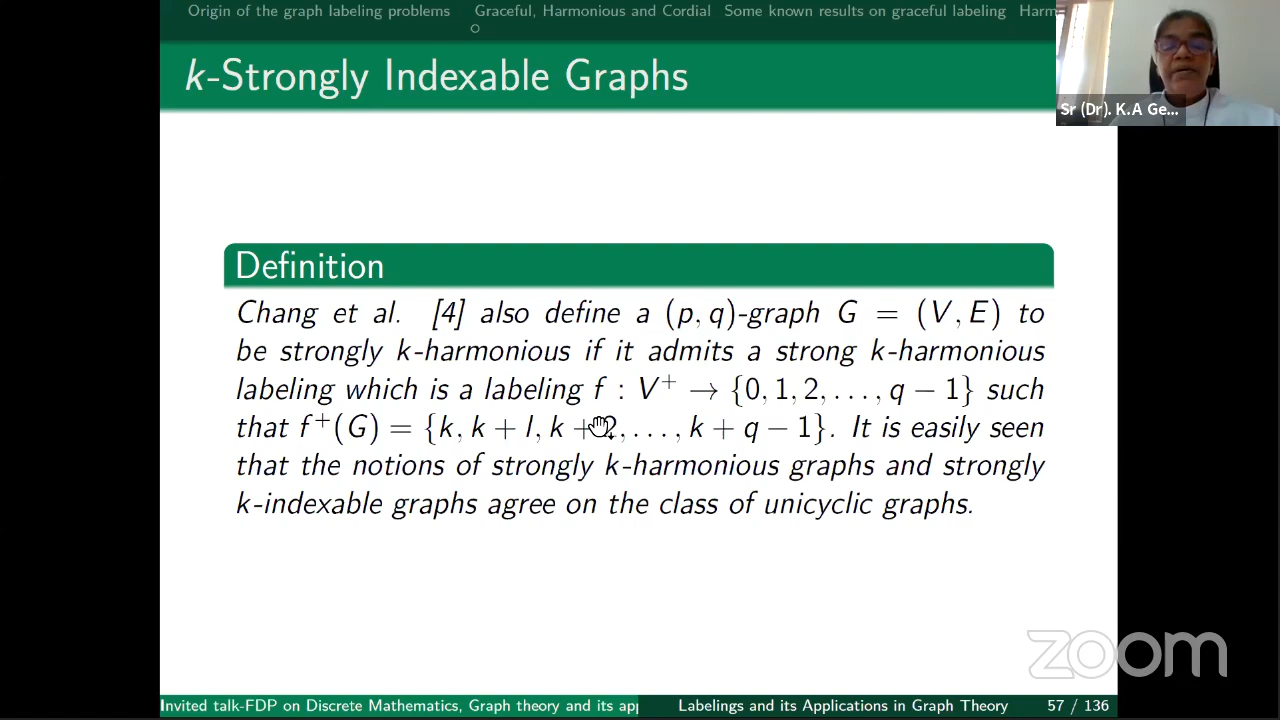 Origin of the graph labeling problems Graceful, Harmonious and Cordial Some known results on graceful labeling Harm
k-Strongly Indexable Graphs
Sr (Dr). K.A Ge...
Definition
Chang et al. [4] also define a (p, q)-graph G = (V, E) to
be strongly k-harmonious if it admits a strong k-harmonious
labeling which is a labeling f : V⁺ → {0, 1, 2, . . . , q − 1} such
that f⁺(G) = {k, k + l, k + 2, . . . , k + q − 1}. It is easily seen
that the notions of strongly k-harmonious graphs and strongly
k-indexable graphs agree on the class of unicyclic graphs.
zoom
Invited talk-FDP on Discrete Mathematics, Graph theory and its app Labelings and its Applications in Graph Theory 57 / 136